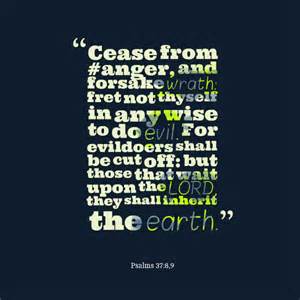 “Cease from
#anger, and
forsake wrath:
fret not thyself
in any wise
to do evil. For
evildoers shall
be cut off: but
those that wait
upon the LORD,
they shall inherit
the earth.”
Psalms 37:8,9